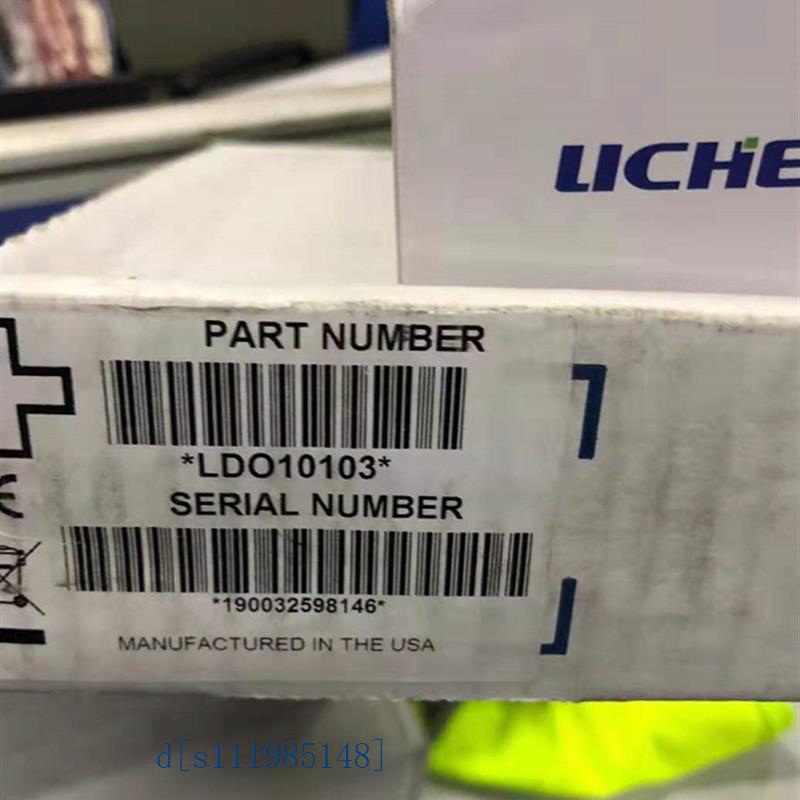 LICHE
PART NUMBER
*LDO10103*
SERIAL NUMBER
*190032598146*
MANUFACTURED IN THE USA
d[s111985148]